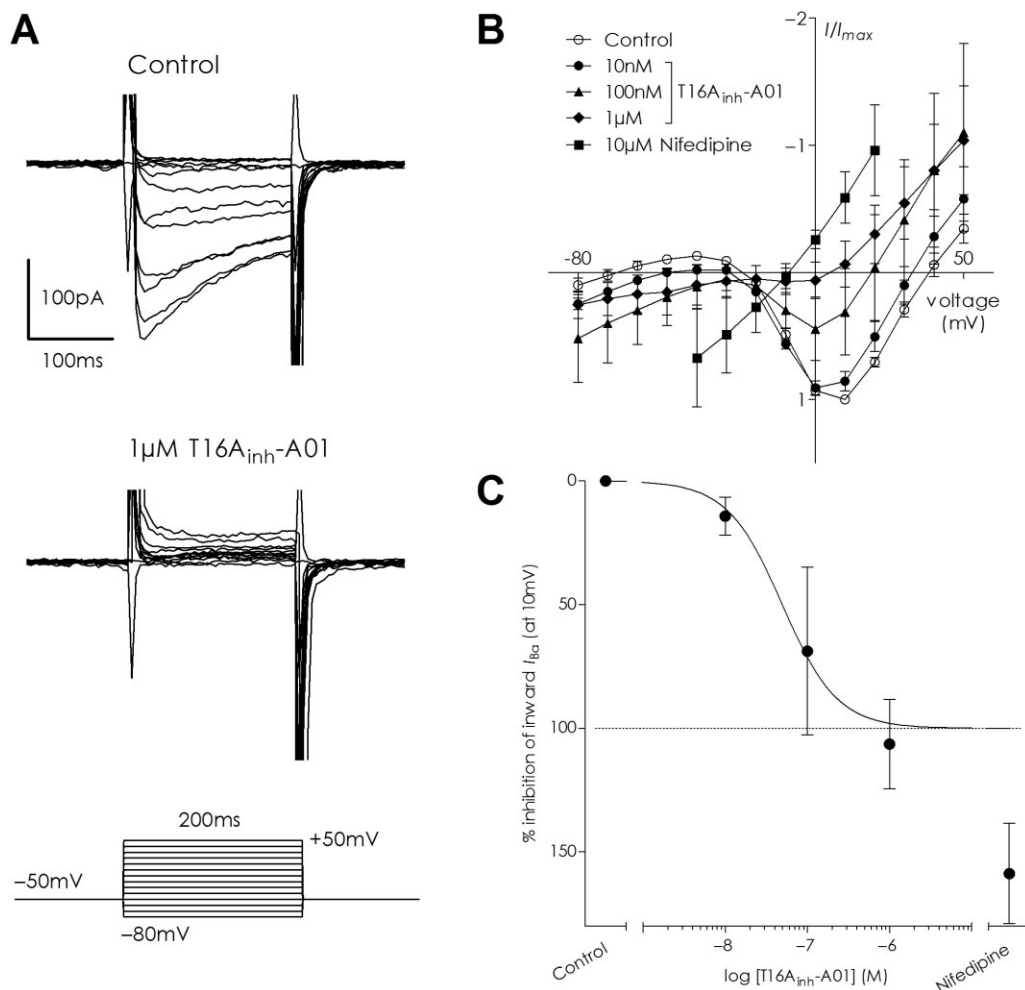 A
Control
100pA
100ms
1µM T16Ainh-A01
200ms
+50mV
−50mV
−80mV
B
Control
10nM
100nM
T16Ainh-A01
1µM
10µM Nifedipine
-2
I/Imax
-1
-80
50
voltage
(mV)
1
C
0
50
100
150
% inhibition of inward IBa (at 10mV)
Control
−8
−7
−6
Nifedipine
log [T16Ainh-A01] (M)